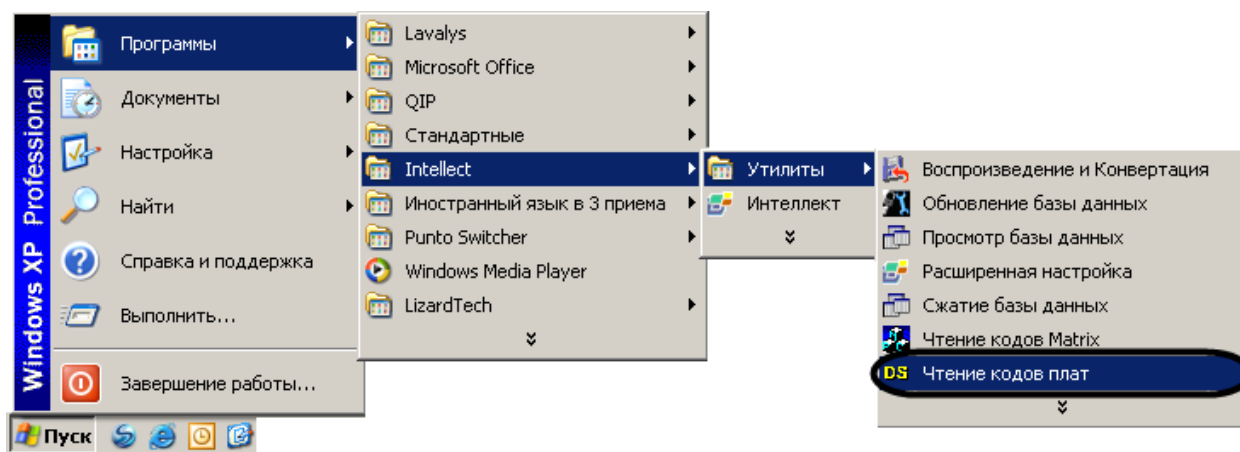 Windows XP Professional
Программы
Документы
Настройка
Найти
Справка и поддержка
Выполнить...
Завершение работы...
Пуск
Lavalys
Microsoft Office
QIP
Стандартные
Intellect
Иностранный язык в 3 приема
Punto Switcher
Windows Media Player
LizardTech
Утилиты
Интеллект
Воспроизведение и Конвертация
Обновление базы данных
Просмотр базы данных
Расширенная настройка
Сжатие базы данных
Чтение кодов Matrix
DS Чтение кодов плат